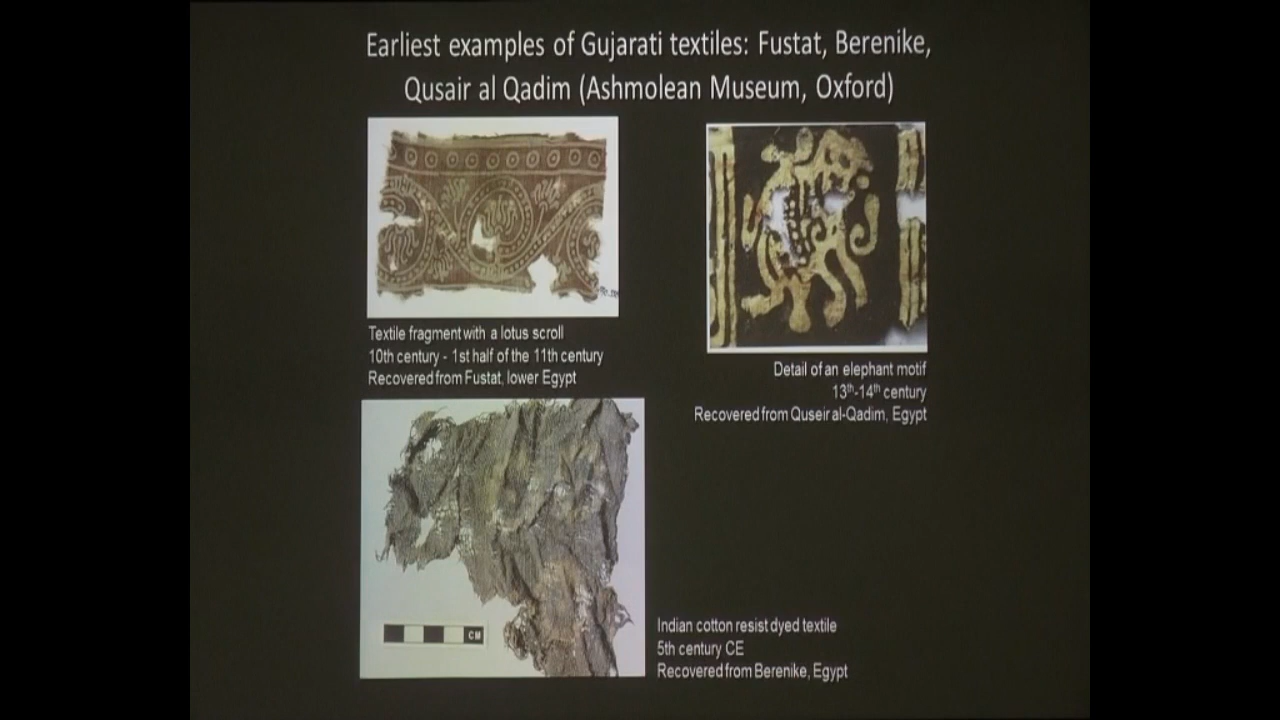 Earliest examples of Gujarati textiles: Fustat, Berenike,
Qusair al Qadim (Ashmolean Museum, Oxford)
Textile fragment with a lotus scroll
10th century - 1st half of the 11th century
Recovered from Fustat, lower Egypt
Detail of an elephant motif
13th-14th century
Recovered from Quseir al-Qadim, Egypt
CM
Indian cotton resist dyed textile
5th century CE
Recovered from Berenike, Egypt